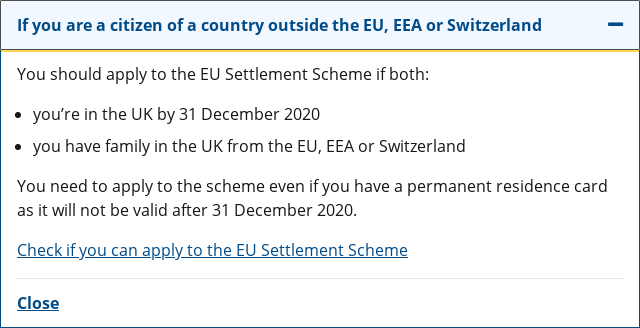 If you are a citizen of a country outside the EU, EEA or Switzerland
You should apply to the EU Settlement Scheme if both:
you’re in the UK by 31 December 2020
you have family in the UK from the EU, EEA or Switzerland
You need to apply to the scheme even if you have a permanent residence card
as it will not be valid after 31 December 2020.
Check if you can apply to the EU Settlement Scheme
Close